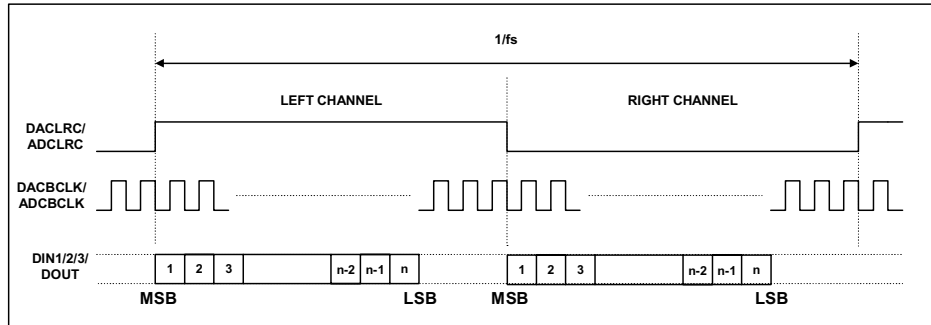 1/fs
LEFT CHANNEL
RIGHT CHANNEL
DACLRC/
ADCLRC
DACBCLK/
ADCBCLK
DIN1/2/3/
DOUT
1 2 3 n-2 n-1 n 1 2 3 n-2 n-1 n
MSB LSB MSB LSB